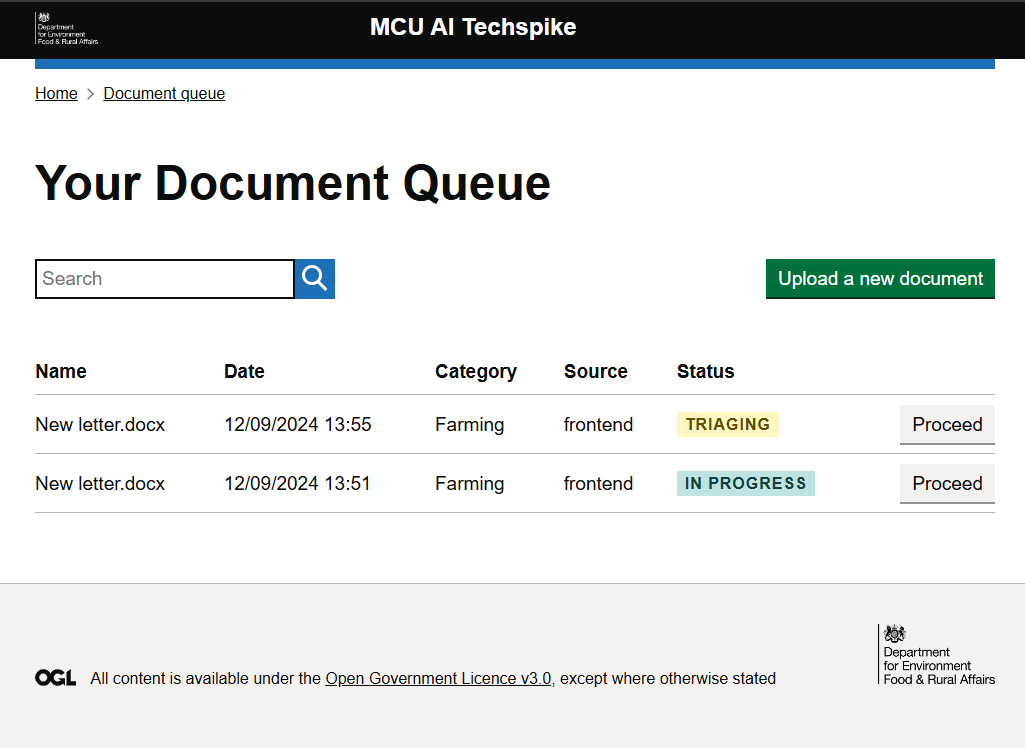 Department
for Environment
Food & Rural Affairs
MCU AI Techspike
Home > Document queue
Your Document Queue
Search
Upload a new document
Name Date Category Source Status
New letter.docx 12/09/2024 13:55 Farming frontend TRIAGING Proceed
New letter.docx 12/09/2024 13:51 Farming frontend IN PROGRESS Proceed
OGL All content is available under the Open Government Licence v3.0, except where otherwise stated
Department
for Environment
Food & Rural Affairs